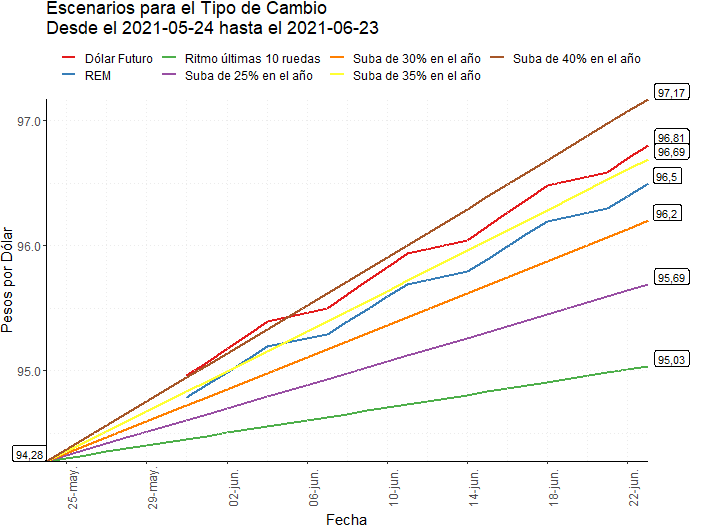 Escenarios para el Tipo de Cambio
Desde el 2021-05-24 hasta el 2021-06-23
Dólar Futuro
Ritmo últimas 10 ruedas
Suba de 30% en el año
Suba de 40% en el año
REM
Suba de 25% en el año
Suba de 35% en el año
97,17
97.0
96,81
96,69
96,5
96,2
96.0
95,69
95.0
95,03
94,28
Pesos por Dólar
25-may.
29-may.
02-jun.
06-jun.
10-jun.
14-jun.
18-jun.
22-jun.
Fecha